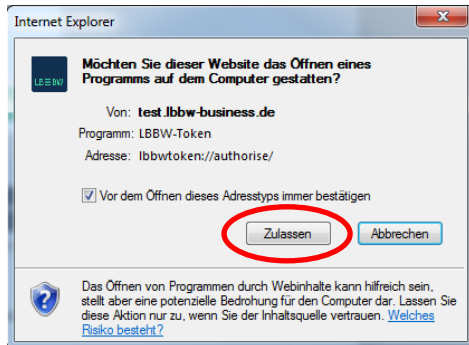 Internet Explorer
LB≡BW
Möchten Sie dieser Website das Öffnen eines
Programms auf dem Computer gestatten?
Von: test.lbbw-business.de
Programm: LBBW-Token
Adresse: lbbwtoken://authorise/
Vor dem Öffnen dieses Adresstyps immer bestätigen
Zulassen Abbrechen
Das Öffnen von Programmen durch Webinhalte kann hilfreich sein,
stellt aber eine potenzielle Bedrohung für den Computer dar. Lassen Sie
diese Aktion nur zu, wenn Sie der Inhaltsquelle vertrauen. Welches
Risiko besteht?